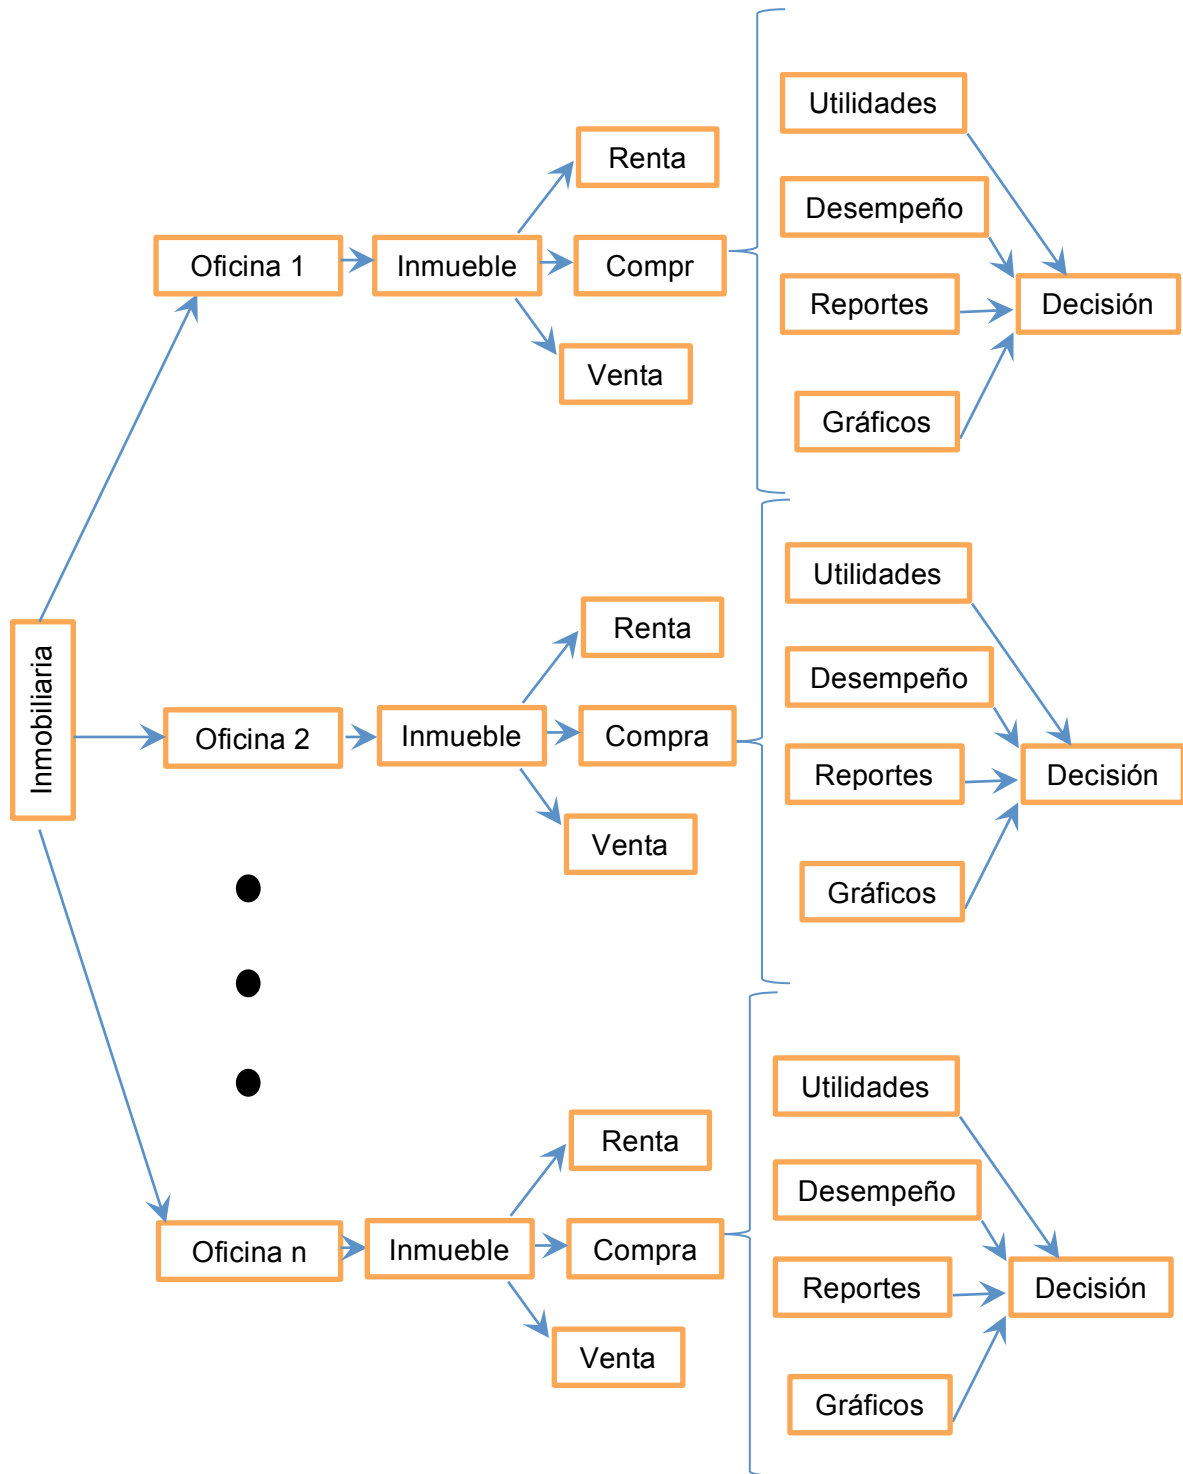 Inmobiliaria
Oficina 1
Inmueble
Renta
Compr
Venta
Utilidades
Desempeño
Reportes
Gráficos
Decisión
Oficina 2
Inmueble
Renta
Compra
Venta
Utilidades
Desempeño
Reportes
Gráficos
Decisión
Oficina n
Inmueble
Renta
Compra
Venta
Utilidades
Desempeño
Reportes
Gráficos
Decisión